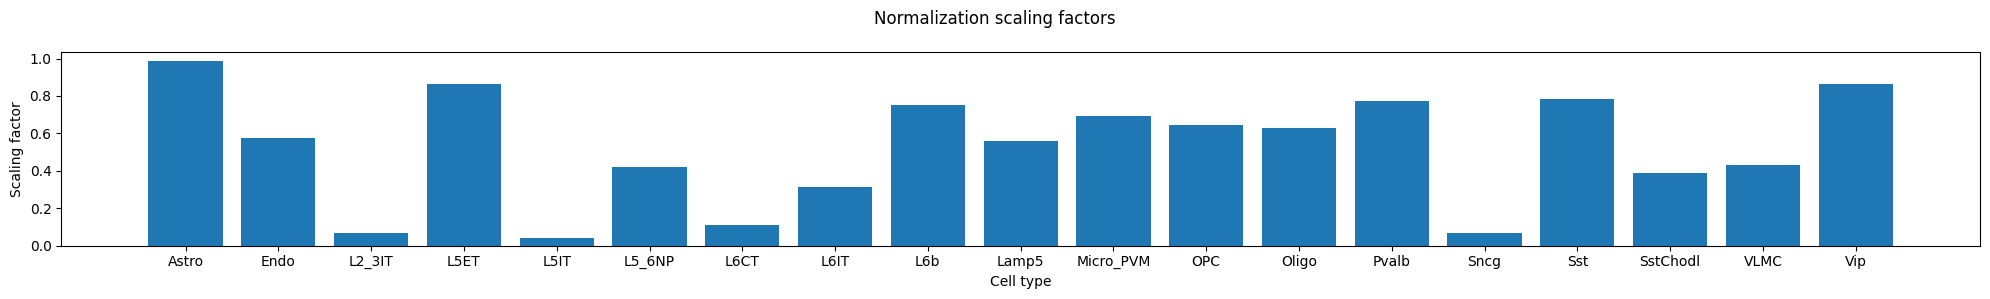 Normalization scaling factors
Scaling factor
1.0
0.8
0.6
0.4
0.2
0.0
Astro Endo L2_3IT L5ET L5IT L5_6NP L6CT L6IT L6b Lamp5 Micro_PVM OPC Oligo Pvalb Sncg Sst SstChodl VLMC Vip
Cell type